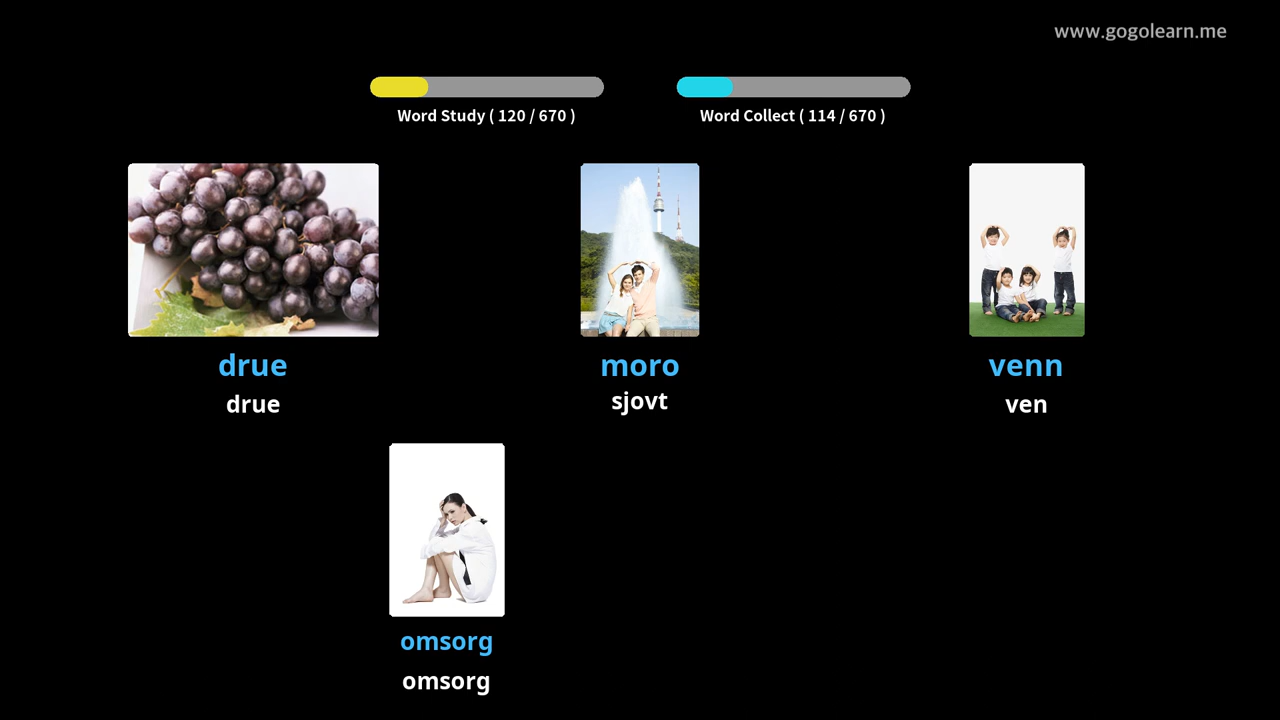 www.gogolearn.me
Word Study ( 120 / 670 )
Word Collect ( 114 / 670 )
drue
drue
moro
sjovt
venn
ven
omsorg
omsorg